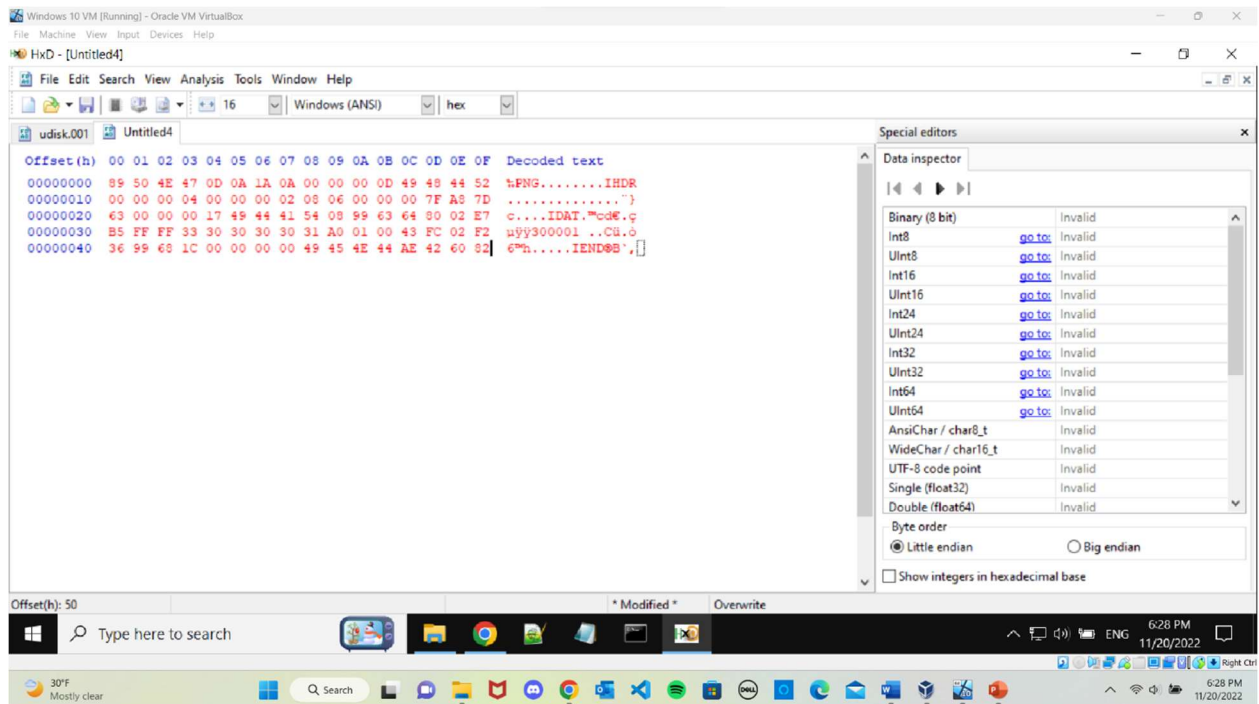 Windows 10 VM [Running] - Oracle VM VirtualBox
File Machine View Input Devices Help
HxD - [Untitled4]
File Edit Search View Analysis Tools Window Help
16 Windows (ANSI) hex
udisk.001 Untitled4
Special editors
Data inspector
Offset(h) 00 01 02 03 04 05 06 07 08 09 0A 0B 0C 0D 0E 0F Decoded text
00000000 89 50 4E 47 0D 0A 1A 0A 00 00 00 0D 49 48 44 52 ‰PNG........IHDR
00000010 00 00 00 04 00 00 00 02 08 06 00 00 00 7F A8 7D ..............¨}
00000020 63 00 00 00 17 49 44 41 54 08 99 63 64 80 02 E7 c....IDAT.™cd€.ç
00000030 B5 FF FF 33 30 30 30 30 31 A0 01 00 43 FC 02 F2 µÿÿ300001 ..Cü.ò
00000040 36 99 68 1C 00 00 00 00 49 45 4E 44 AE 42 60 82 6™h.....IEND®B`‚
Binary (8 bit) Invalid
Int8 go to: Invalid
UInt8 go to: Invalid
Int16 go to: Invalid
UInt16 go to: Invalid
Int24 go to: Invalid
UInt24 go to: Invalid
Int32 go to: Invalid
UInt32 go to: Invalid
Int64 go to: Invalid
UInt64 go to: Invalid
AnsiChar / char8_t Invalid
WideChar / char16_t Invalid
UTF-8 code point Invalid
Single (float32) Invalid
Double (float64) Invalid
Byte order
Little endian Big endian
Show integers in hexadecimal base
Offset(h): 50 * Modified * Overwrite
Type here to search
ENG
6:28 PM
11/20/2022
Right Ctrl
30°F
Mostly clear
Search
DELL
6:28 PM
11/20/2022